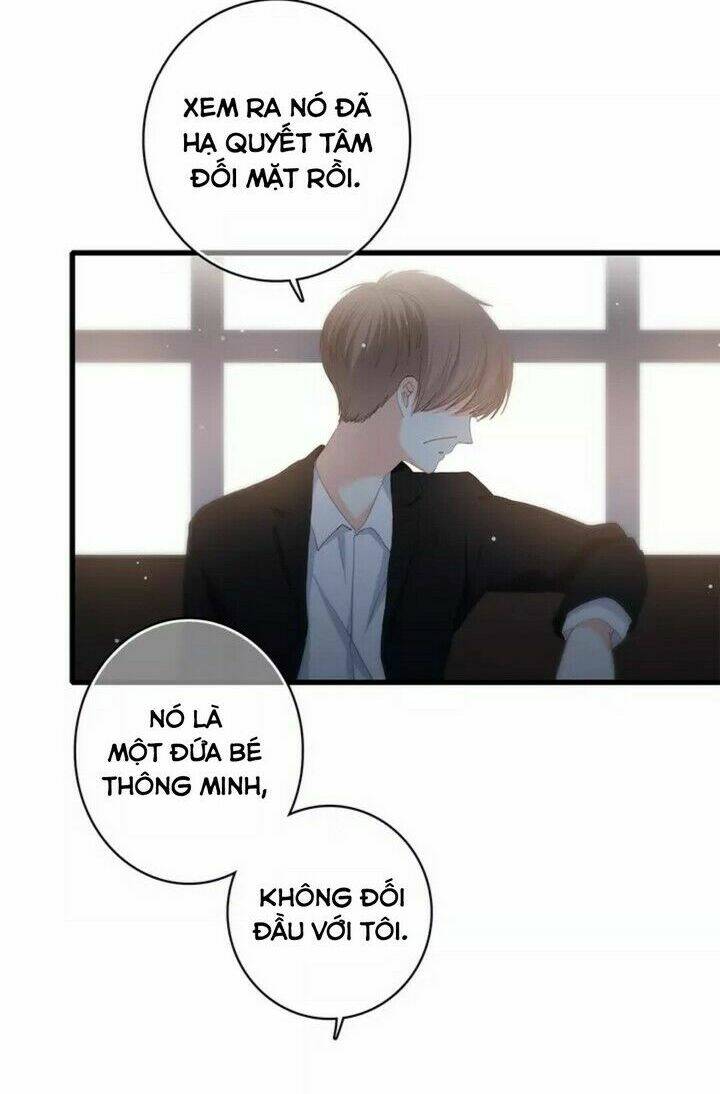 XEM RA NÓ ĐÃ
HẠ QUYẾT TÂM
ĐỐI MẶT RỒI.
NÓ LÀ
MỘT ĐỨA BÉ
THÔNG MINH,
KHÔNG ĐỐI
ĐẦU VỚI TÔI.